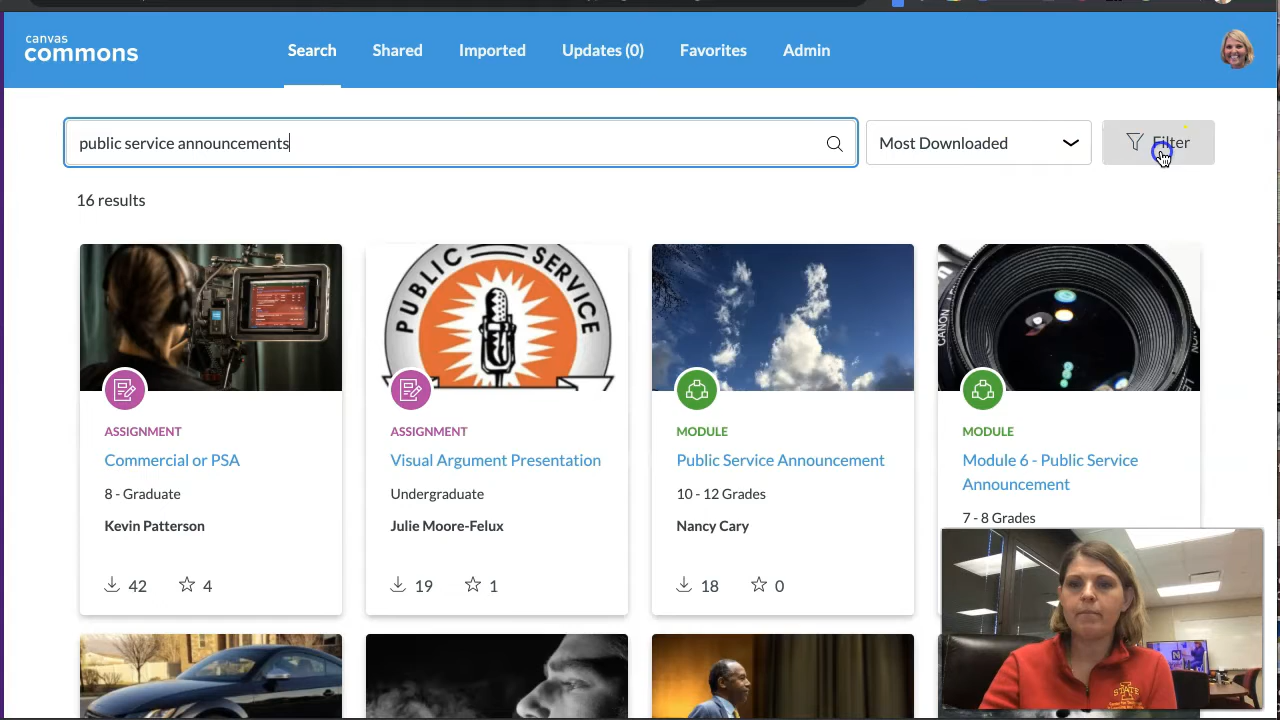 canvas
commons
Search
Shared
Imported
Updates (0)
Favorites
Admin
public service announcements
Most Downloaded
Filter
16 results
PUBLIC SERVICE
CANON
ASSIGNMENT
Commercial or PSA
8 - Graduate
Kevin Patterson
42
4
ASSIGNMENT
Visual Argument Presentation
Undergraduate
Julie Moore-Felux
19
1
MODULE
Public Service Announcement
10 - 12 Grades
Nancy Cary
18
0
MODULE
Module 6 - Public Service
Announcement
7 - 8 Grades
STATE